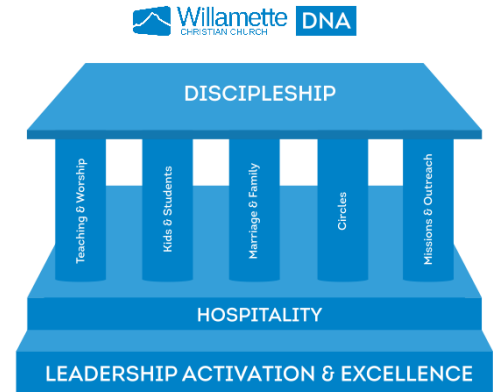 Willamette DNA
CHRISTIAN CHURCH
DISCIPLESHIP
Teaching & Worship
Kids & Students
Marriage & Family
Circles
Missions & Outreach
HOSPITALITY
LEADERSHIP ACTIVATION & EXCELLENCE